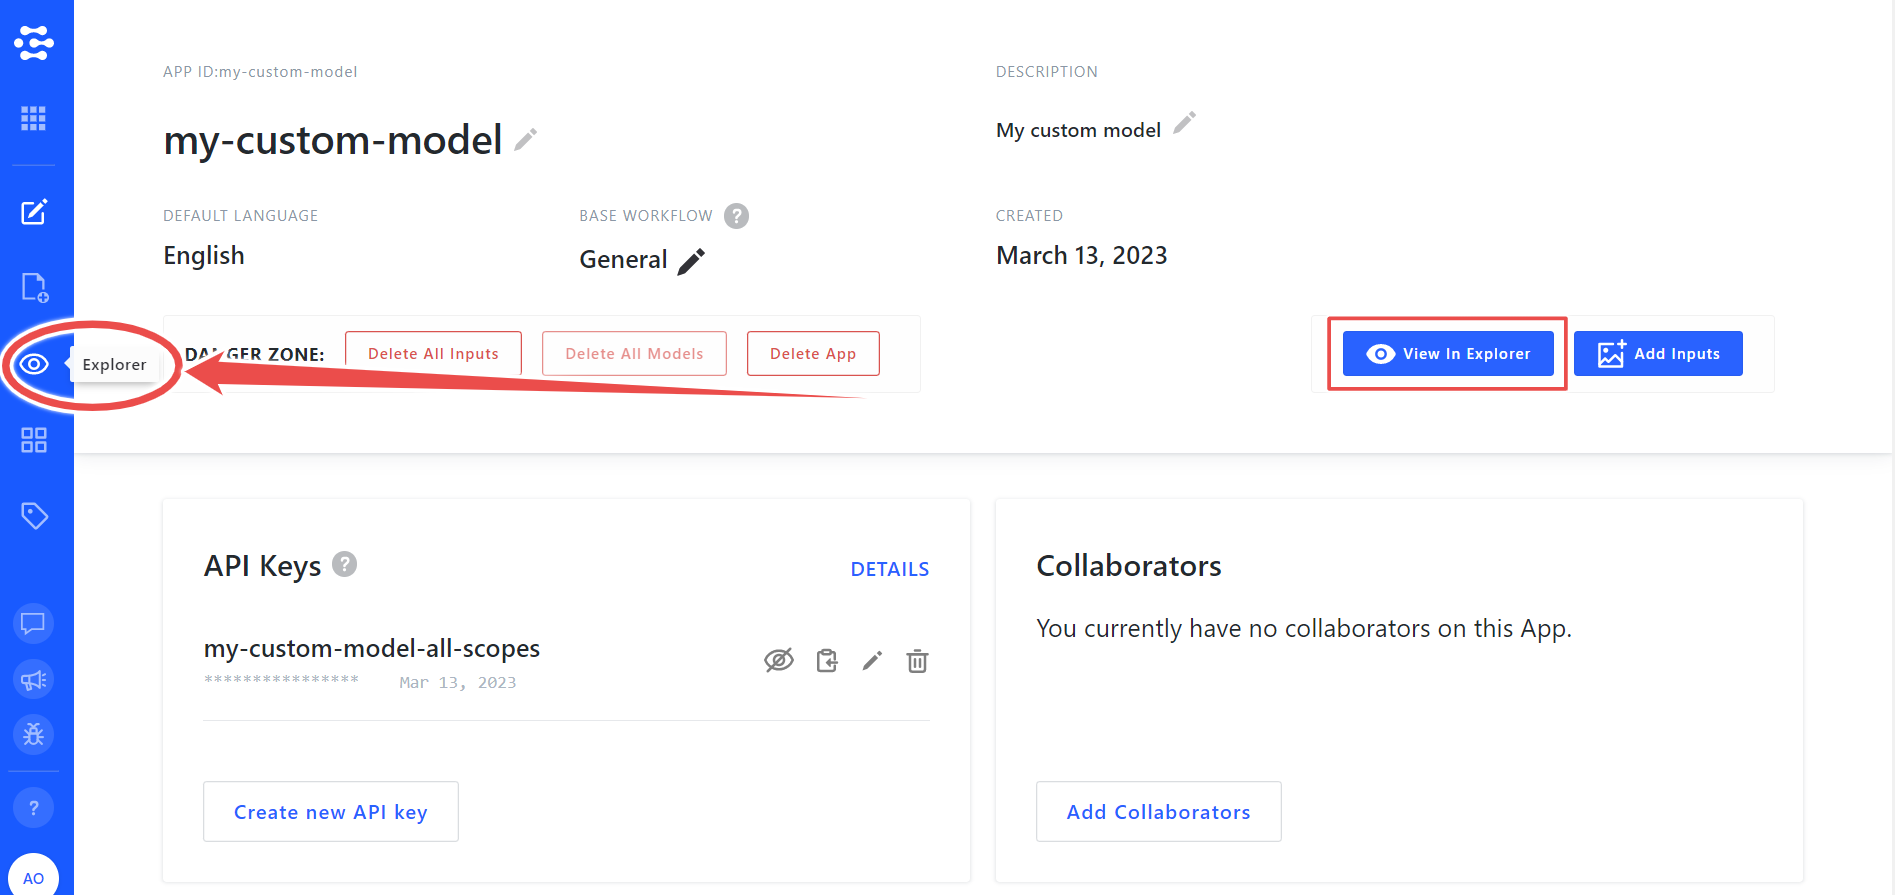 APP ID:my-custom-model
my-custom-model
DESCRIPTION
My custom model
DEFAULT LANGUAGE
English
BASE WORKFLOW ?
General
CREATED
March 13, 2023
Explorer
DANGER ZONE:
Delete All Inputs
Delete All Models
Delete App
View In Explorer
Add Inputs
API Keys ?
DETAILS
my-custom-model-all-scopes
**************** Mar 13, 2023
Create new API key
Collaborators
You currently have no collaborators on this App.
Add Collaborators
?
AO